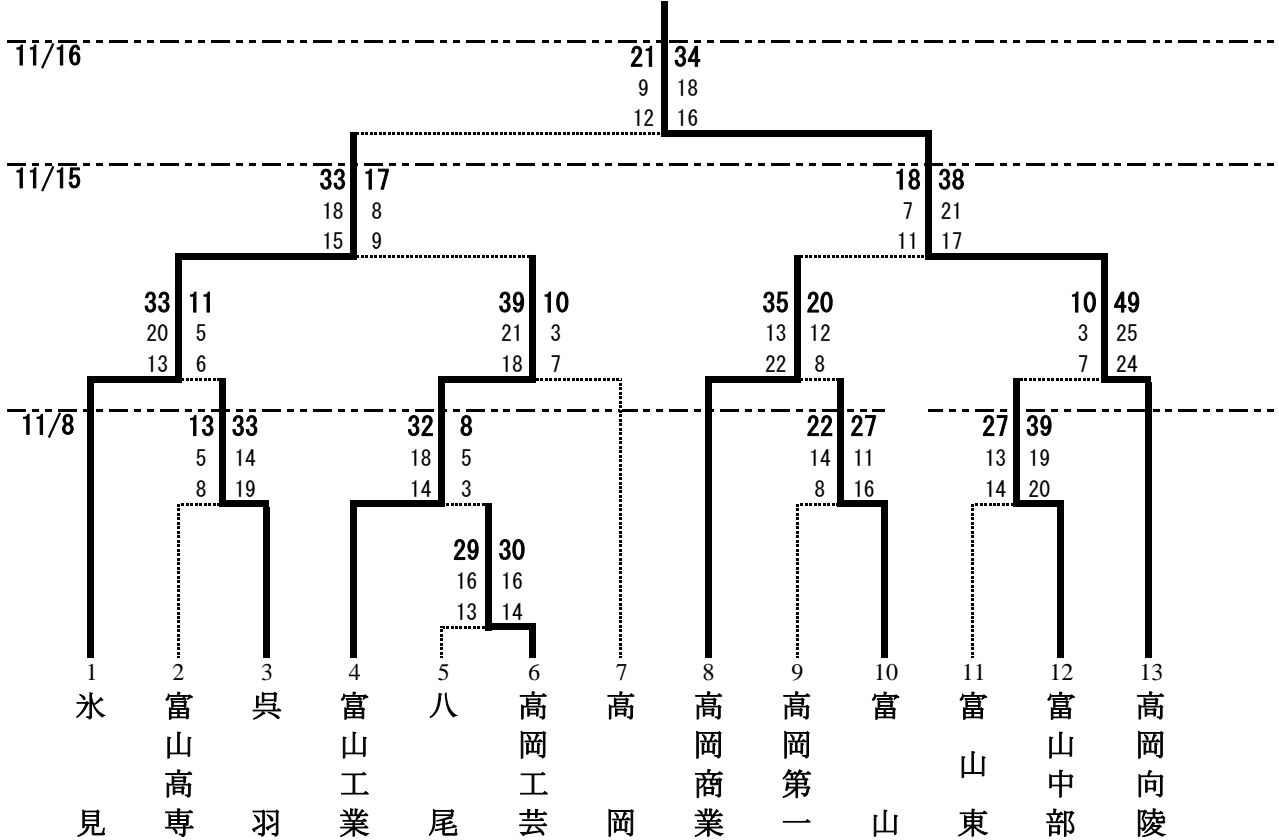 11/16
21 34
9 18
12 16
11/15
33 17 18 38
18 8 7 21
15 9 11 17
33 11 39 10 35 20 10 49
20 5 21 3 13 12 3 25
13 6 18 7 22 8 7 24
11/8
13 33 32 8 22 27 27 39
5 14 18 5 14 11 13 19
8 19 14 3 8 16 14 20
29 30
16 16
13 14
1 2 3 4 5 6 7 8 9 10 11 12 13
氷見
富山高専
呉羽
富山工業
八尾
高岡工芸
高岡
高岡商業
高岡第一
富山
富山東
富山中部
高岡向陵